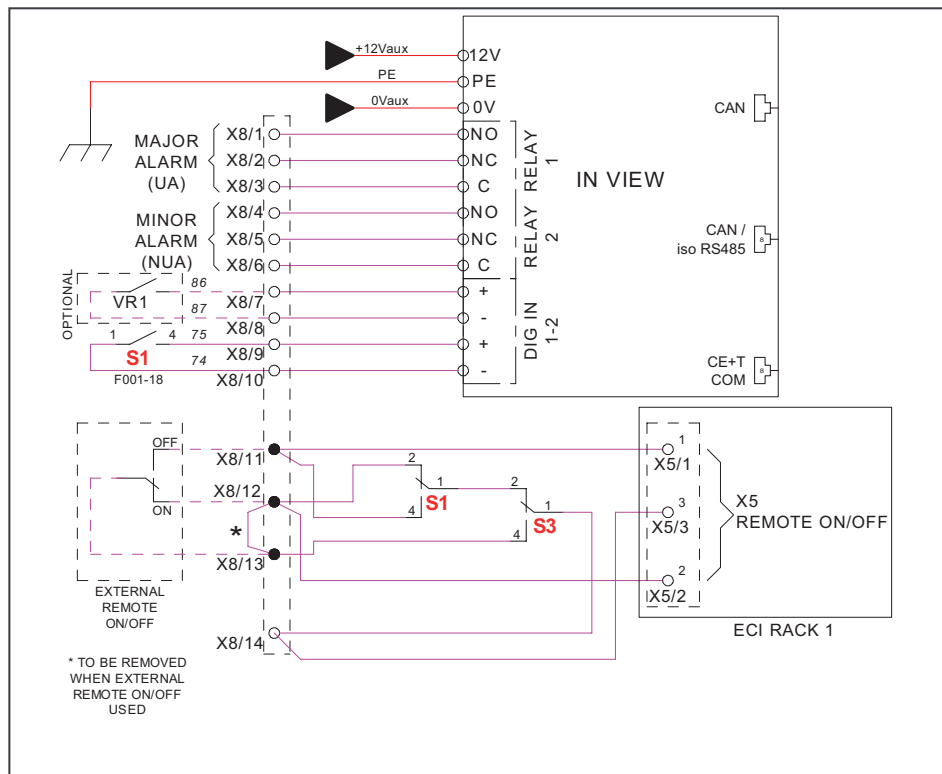 +12Vaux
12V
PE
PE
0Vaux
0V
CAN
MAJOR
ALARM
(UA)
X8/1
X8/2
X8/3
NO
NC
C
RELAY
1
IN VIEW
MINOR
ALARM
(NUA)
X8/4
X8/5
X8/6
NO
NC
C
RELAY
2
CAN /
iso RS485
8
OPTIONAL
VR1
86
87
X8/7
X8/8
+
-
DIG IN
1-2
1
4
S1
F001-18
75
74
X8/9
X8/10
+
-
CE+T
COM
8
OFF
ON
X8/11
X8/12
*
X8/13
X8/14
2
1
4
S1
2
1
4
S3
1
X5/1
3
X5/3
2
X5/2
X5
REMOTE ON/OFF
ECI RACK 1
EXTERNAL
REMOTE
ON/OFF
* TO BE REMOVED
WHEN EXTERNAL
REMOTE ON/OFF
USED